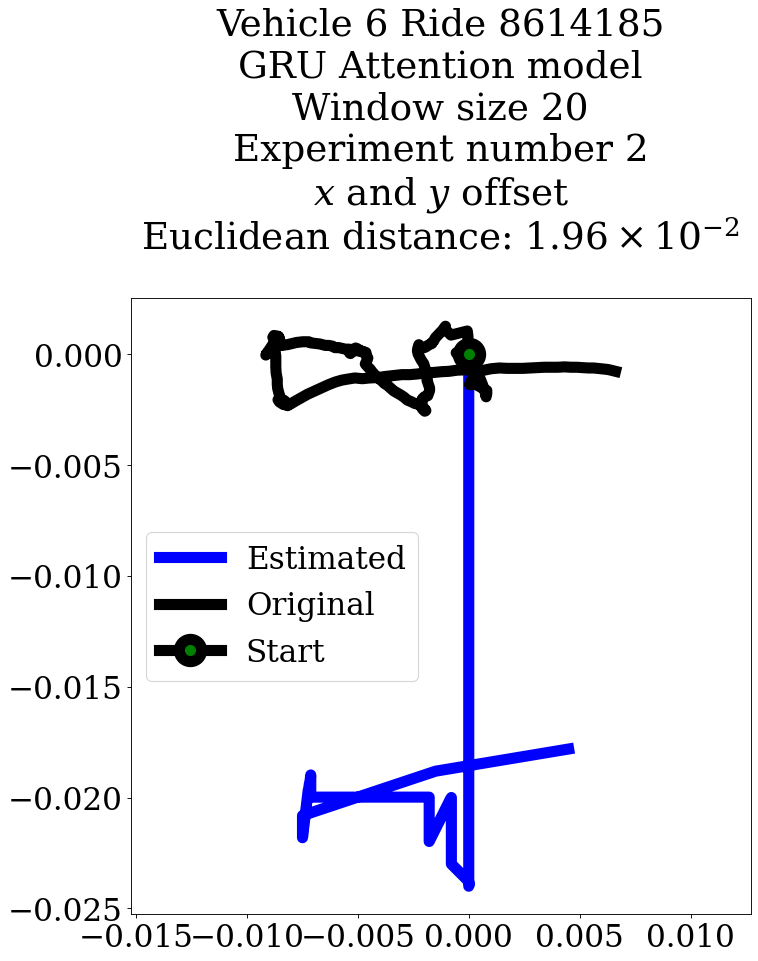 Vehicle 6 Ride 8614185
GRU Attention model
Window size 20
Experiment number 2
x and y offset
Euclidean distance: 1.96 × 10⁻²
0.000
−0.005
−0.010
−0.015
−0.020
−0.025
Estimated
Original
Start
−0.015 −0.010 −0.005 0.000 0.005 0.010